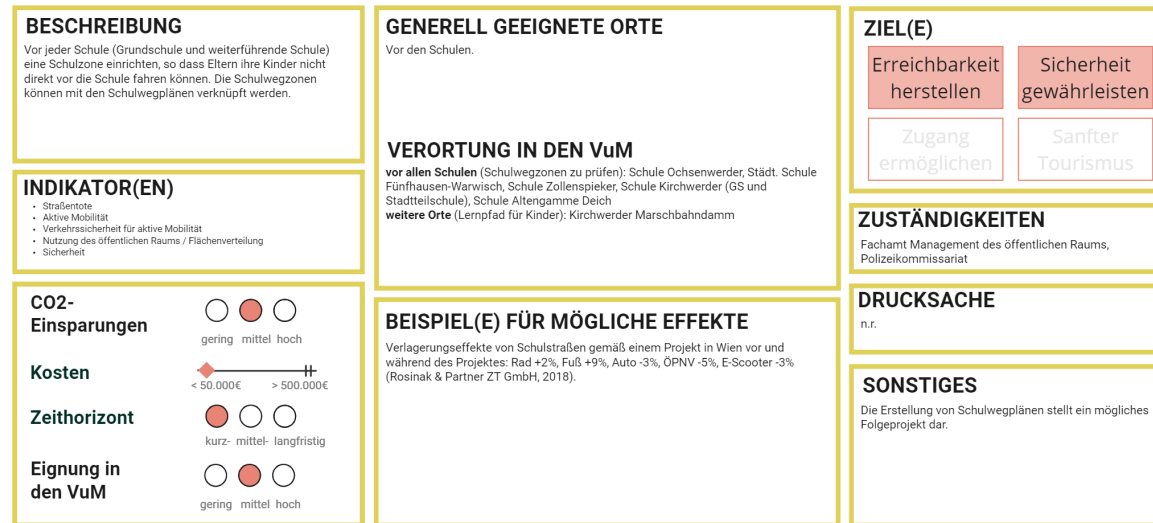 BESCHREIBUNG
Vor jeder Schule (Grundschule und weiterführende Schule)
eine Schulzone einrichten, so dass Eltern ihre Kinder nicht
direkt vor die Schule fahren können. Die Schulwegzonen
können mit den Schulwegplänen verknüpft werden.
INDIKATOR(EN)
• Straßentote
• Aktive Mobilität
• Verkehrssicherheit für aktive Mobilität
• Nutzung des öffentlichen Raums / Flächenverteilung
• Sicherheit
CO2-
Einsparungen
gering mittel hoch
Kosten
< 50.000€ > 500.000€
Zeithorizont
kurz- mittel- langfristig
Eignung in
den VuM
gering mittel hoch
GENERELL GEEIGNETE ORTE
Vor den Schulen.
VERORTUNG IN DEN VuM
vor allen Schulen (Schulwegzonen zu prüfen): Schule Ochsenwerder, Städt. Schule
Fünfhausen-Warwisch, Schule Zollenspieker, Schule Kirchwerder (GS und
Stadtteilschule), Schule Altengamme Deich
weitere Orte (Lernpfad für Kinder): Kirchwerder Marschbahndamm
BEISPIEL(E) FÜR MÖGLICHE EFFEKTE
Verlagerungseffekte von Schulstraßen gemäß einem Projekt in Wien vor und
während des Projektes: Rad +2%, Fuß +9%, Auto -3%, ÖPNV -5%, E-Scooter -3%
(Rosinak & Partner ZT GmbH, 2018).
ZIEL(E)
Erreichbarkeit
herstellen
Sicherheit
gewährleisten
Zugang
ermöglichen
Sanfter
Tourismus
ZUSTÄNDIGKEITEN
Fachamt Management des öffentlichen Raums,
Polizeikommissariat
DRUCKSACHE
n.r.
SONSTIGES
Die Erstellung von Schulwegplänen stellt ein mögliches
Folgeprojekt dar.